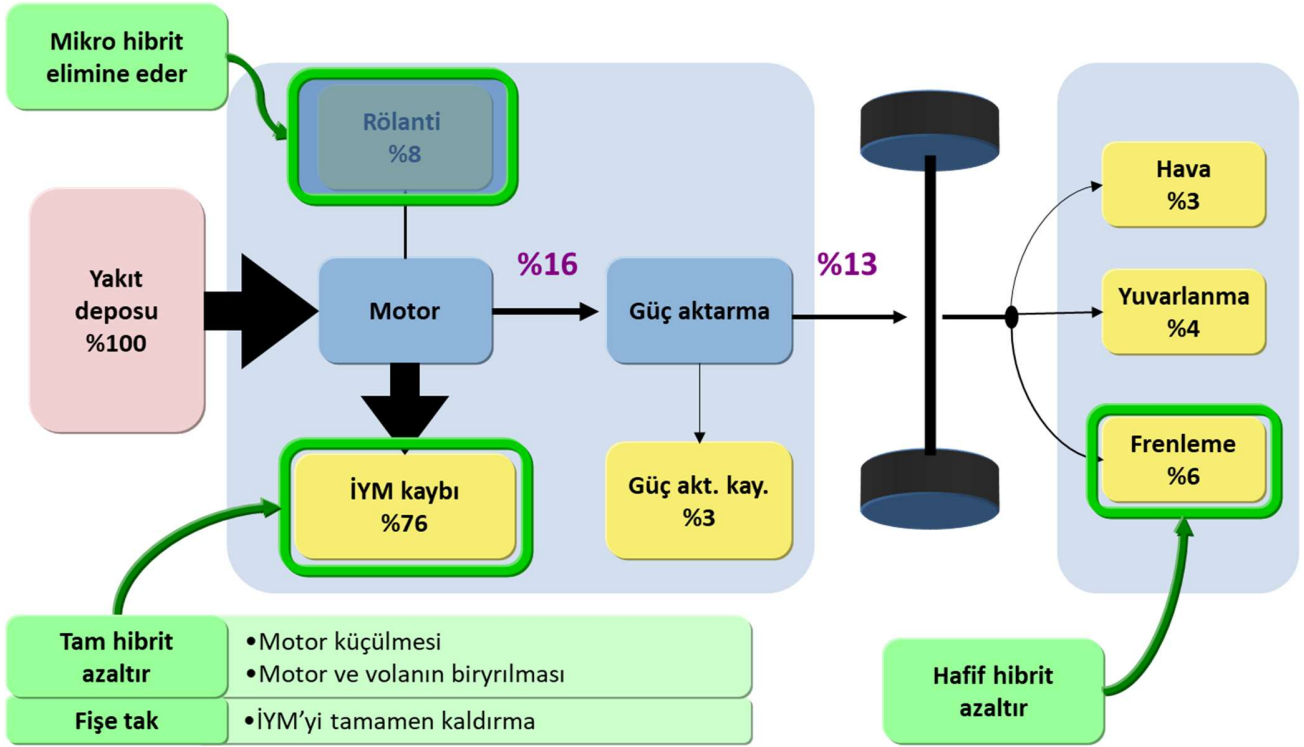 Mikro hibrit
elimine eder
Rölanti
%8
Yakıt
deposu
%100
Motor
%16
Güç aktarma
%13
Hava
%3
Yuvarlanma
%4
Frenleme
%6
İYM kaybı
%76
Güç akt. kay.
%3
Tam hibrit
azaltır
•Motor küçülmesi
•Motor ve volanın biryrılması
Fişe tak
•İYM’yi tamamen kaldırma
Hafif hibrit
azaltır